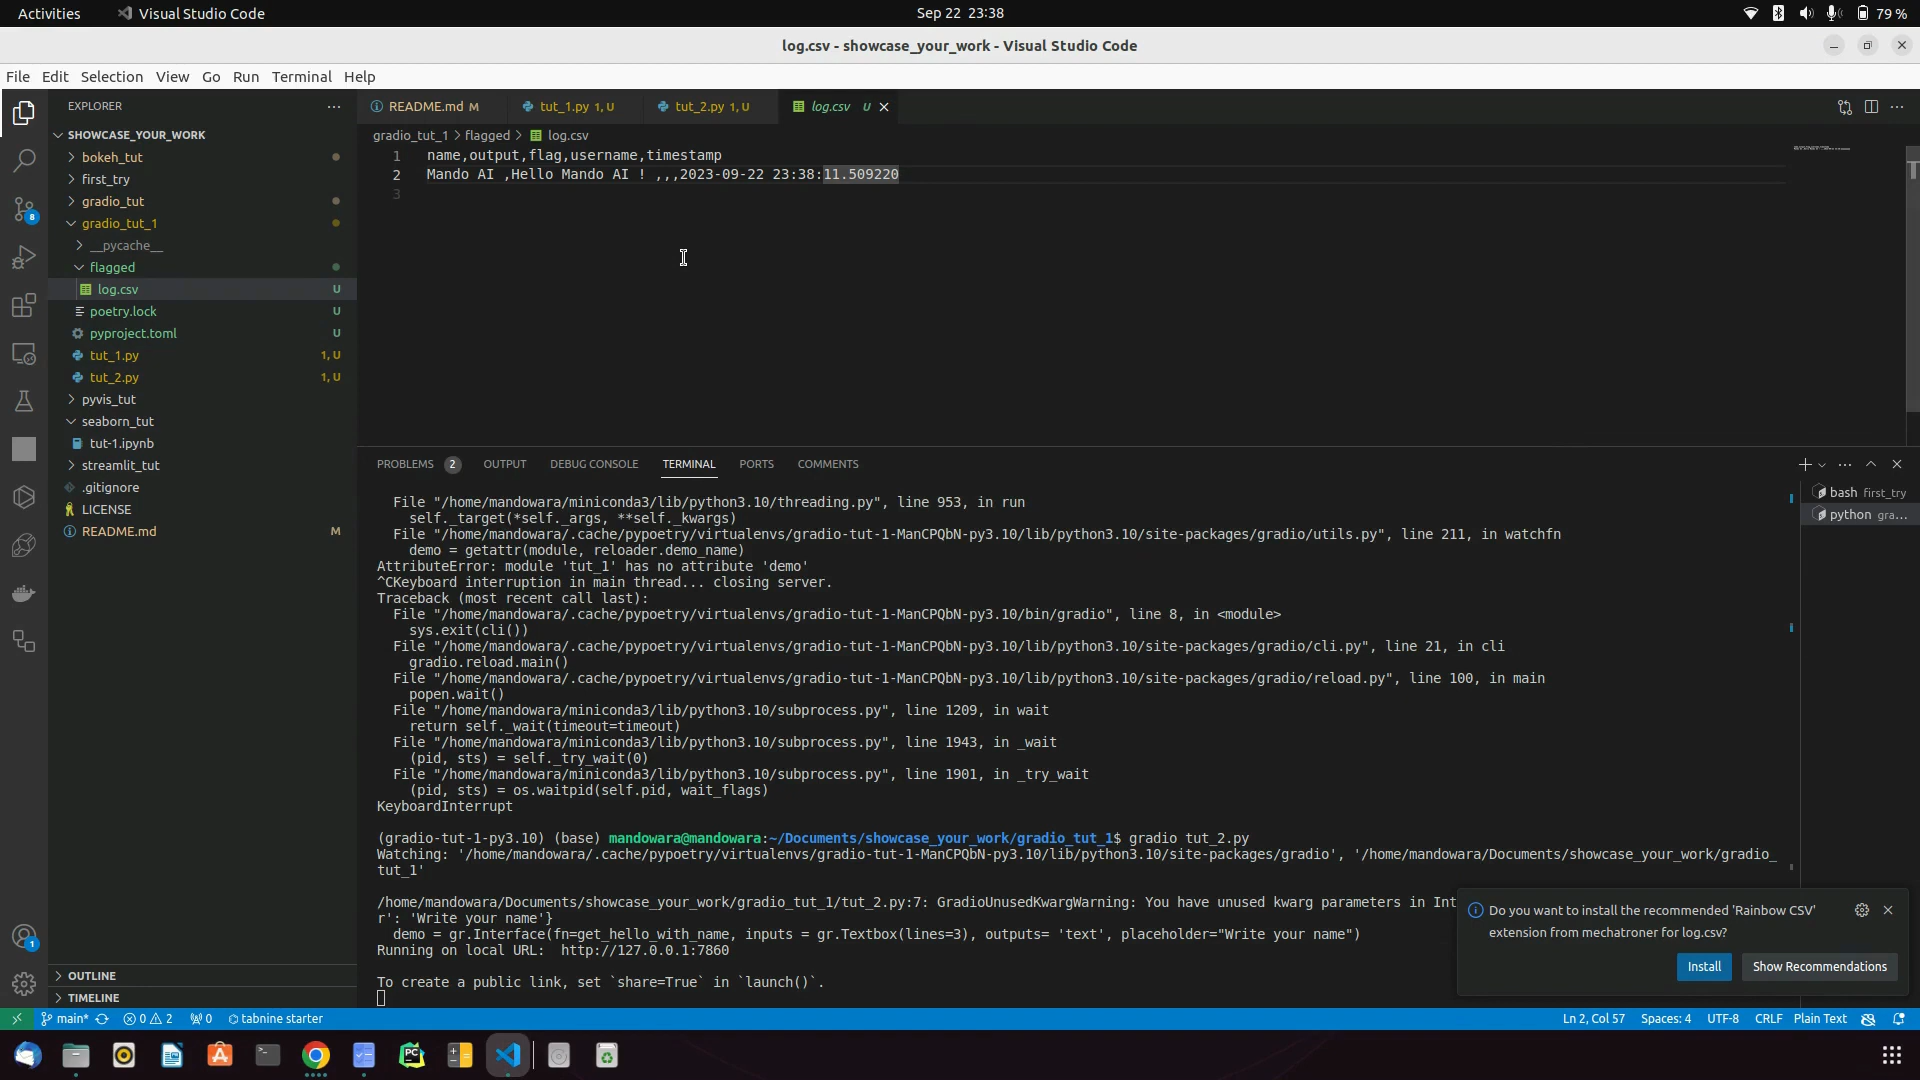 Activities
Visual Studio Code
Sep 22 23:38
79 %
log.csv - showcase_your_work - Visual Studio Code
File Edit Selection View Go Run Terminal Help
EXPLORER
SHOWCASE_YOUR_WORK
bokeh_tut
first_try
gradio_tut
gradio_tut_1
__pycache__
flagged
log.csv U
poetry.lock U
pyproject.toml U
tut_1.py 1, U
tut_2.py 1, U
pyvis_tut
seaborn_tut
tut-1.ipynb
streamlit_tut
.gitignore
LICENSE
README.md M
OUTLINE
TIMELINE
8
1
README.md M
tut_1.py 1, U
tut_2.py 1, U
log.csv U
gradio_tut_1 > flagged > log.csv
1 name,output,flag,username,timestamp
2 Mando AI ,Hello Mando AI ! ,,,2023-09-22 23:38:11.509220
3
PROBLEMS 2 OUTPUT DEBUG CONSOLE TERMINAL PORTS COMMENTS
File "/home/mandowara/miniconda3/lib/python3.10/threading.py", line 953, in run
self._target(*self._args, **self._kwargs)
File "/home/mandowara/.cache/pypoetry/virtualenvs/gradio-tut-1-ManCPQbN-py3.10/lib/python3.10/site-packages/gradio/utils.py", line 211, in watchfn
demo = getattr(module, reloader.demo_name)
AttributeError: module 'tut_1' has no attribute 'demo'
^CKeyboard interruption in main thread... closing server.
Traceback (most recent call last):
File "/home/mandowara/.cache/pypoetry/virtualenvs/gradio-tut-1-ManCPQbN-py3.10/bin/gradio", line 8, in <module>
sys.exit(cli())
File "/home/mandowara/.cache/pypoetry/virtualenvs/gradio-tut-1-ManCPQbN-py3.10/lib/python3.10/site-packages/gradio/cli.py", line 21, in cli
gradio.reload.main()
File "/home/mandowara/.cache/pypoetry/virtualenvs/gradio-tut-1-ManCPQbN-py3.10/lib/python3.10/site-packages/gradio/reload.py", line 100, in main
popen.wait()
File "/home/mandowara/miniconda3/lib/python3.10/subprocess.py", line 1209, in wait
return self._wait(timeout=timeout)
File "/home/mandowara/miniconda3/lib/python3.10/subprocess.py", line 1943, in _wait
(pid, sts) = self._try_wait(0)
File "/home/mandowara/miniconda3/lib/python3.10/subprocess.py", line 1901, in _try_wait
(pid, sts) = os.waitpid(self.pid, wait_flags)
KeyboardInterrupt
(gradio-tut-1-py3.10) (base) mandowara@mandowara:~/Documents/showcase_your_work/gradio_tut_1$ gradio tut_2.py
Watching: '/home/mandowara/.cache/pypoetry/virtualenvs/gradio-tut-1-ManCPQbN-py3.10/lib/python3.10/site-packages/gradio', '/home/mandowara/Documents/showcase_your_work/gradio_
tut_1'
/home/mandowara/Documents/showcase_your_work/gradio_tut_1/tut_2.py:7: GradioUnusedKwargWarning: You have unused kwarg parameters in Int
r': 'Write your name'}
demo = gr.Interface(fn=get_hello_with_name, inputs = gr.Textbox(lines=3), outputs= 'text', placeholder="Write your name")
Running on local URL:  http://127.0.0.1:7860
To create a public link, set `share=True` in `launch()`.
bash first_try
python gra...
Do you want to install the recommended 'Rainbow CSV'
extension from mechatroner for log.csv?
Install
Show Recommendations
main* 0 2 0 tabnine starter
Ln 2, Col 57 Spaces: 4 UTF-8 CRLF Plain Text
PC